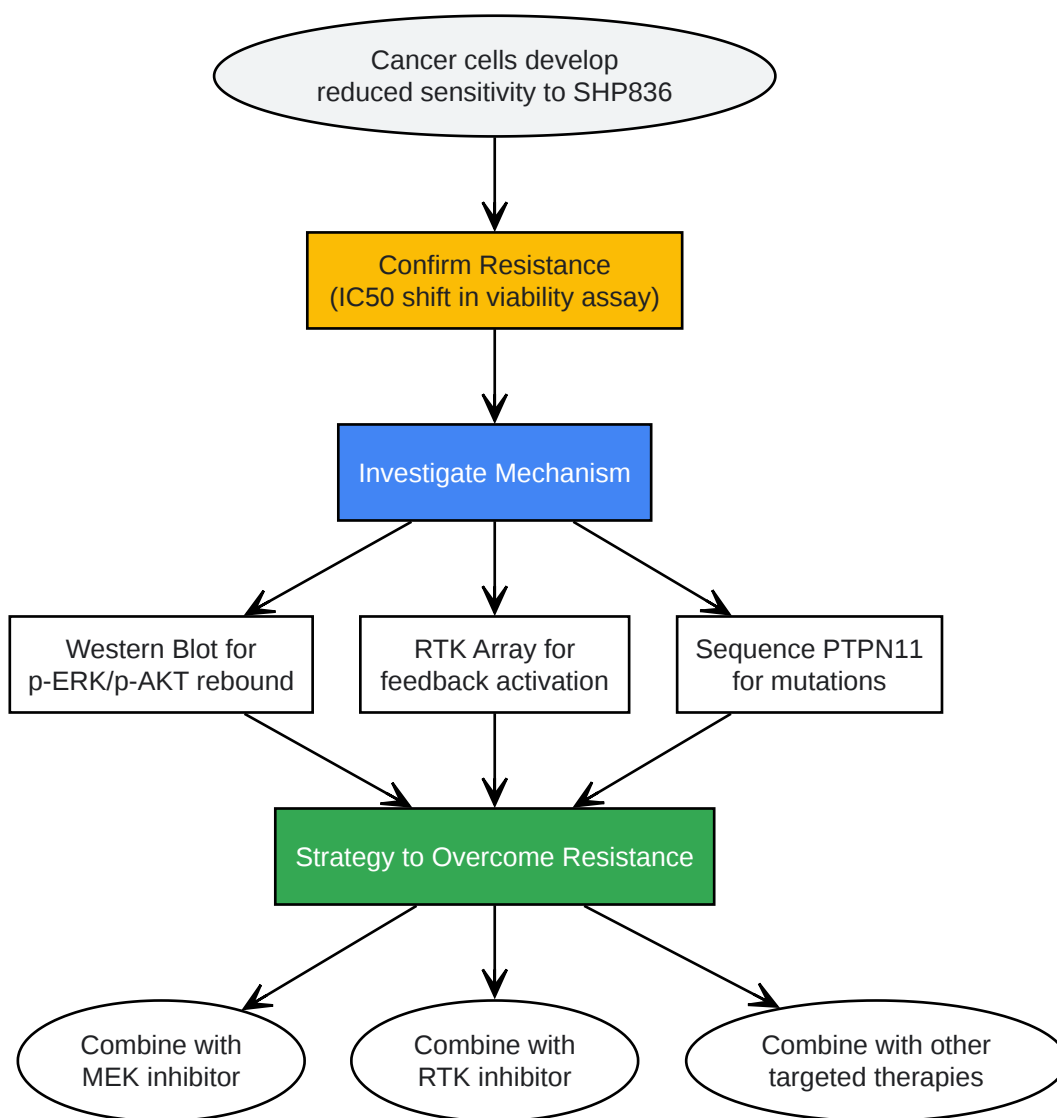 Cancer cells develop
reduced sensitivity to SHP836
Confirm Resistance
(IC50 shift in viability assay)
Investigate Mechanism
Western Blot for
p-ERK/p-AKT rebound
RTK Array for
feedback activation
Sequence PTPN11
for mutations
Strategy to Overcome Resistance
Combine with
MEK inhibitor
Combine with
RTK inhibitor
Combine with other
targeted therapies